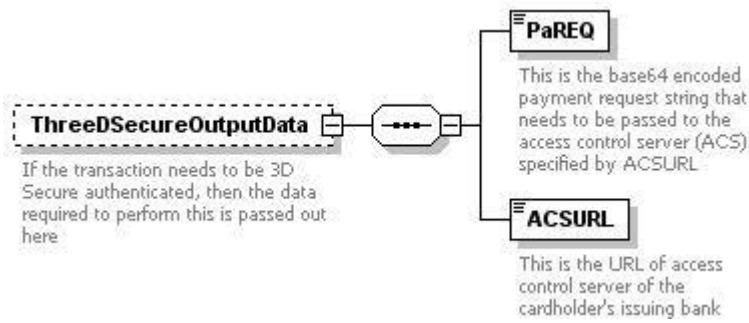 PaREQ
This is the base64 encoded
payment request string that
needs to be passed to the
access control server (ACS)
specified by ACSURL
ThreeDSecureOutputData
If the transaction needs to be 3D
Secure authenticated, then the data
required to perform this is passed out
here
ACSURL
This is the URL of access
control server of the
cardholder's issuing bank